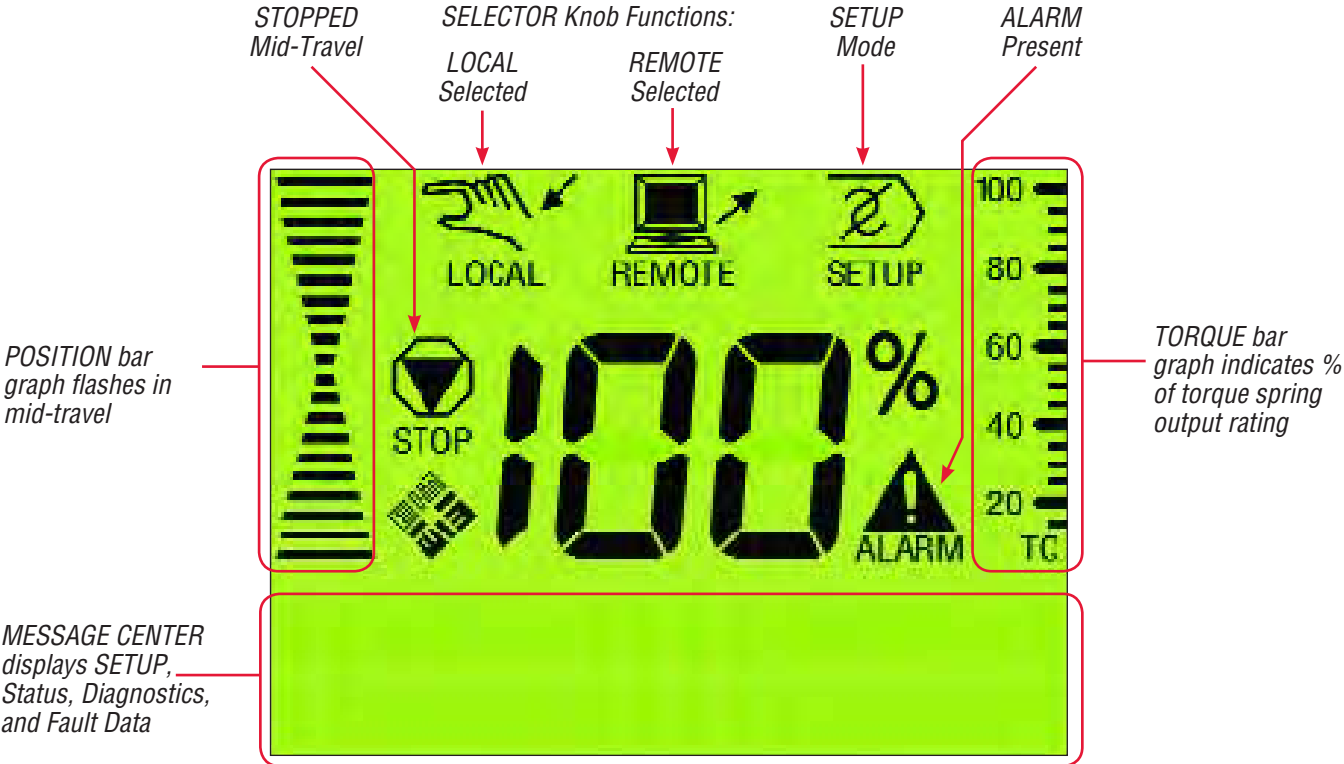 STOPPED
Mid-Travel
SELECTOR Knob Functions:
LOCAL
Selected
REMOTE
Selected
SETUP
Mode
ALARM
Present
POSITION bar
graph flashes in
mid-travel
MESSAGE CENTER
displays SETUP,
Status, Diagnostics,
and Fault Data
LOCAL
REMOTE
SETUP
STOP
100 %
ALARM
100
80
60
40
20
TORQUE bar
graph indicates %
of torque spring
output rating